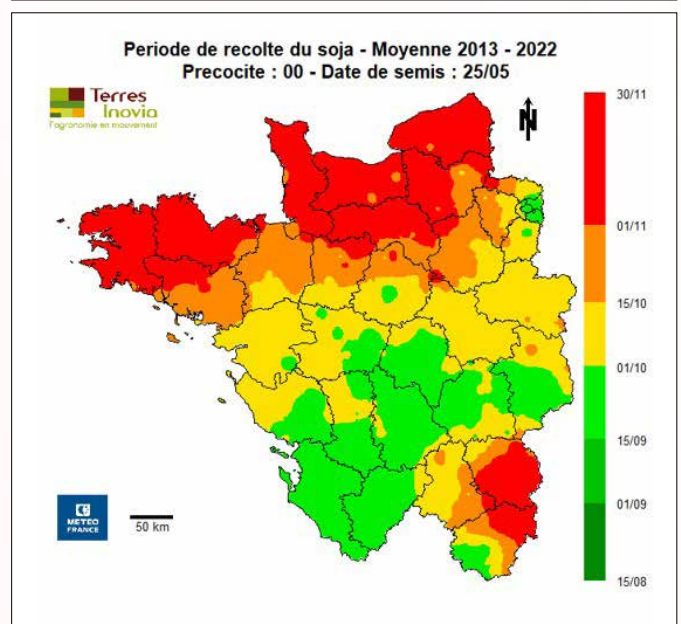 Periode de recolte du soja - Moyenne 2013 - 2022
Precocite : 00 - Date de semis : 25/05
Terres
Inovia
l'agronomie en mouvement
N
30/11
01/11
15/10
01/10
15/09
01/09
15/08
METEO
FRANCE
50 km